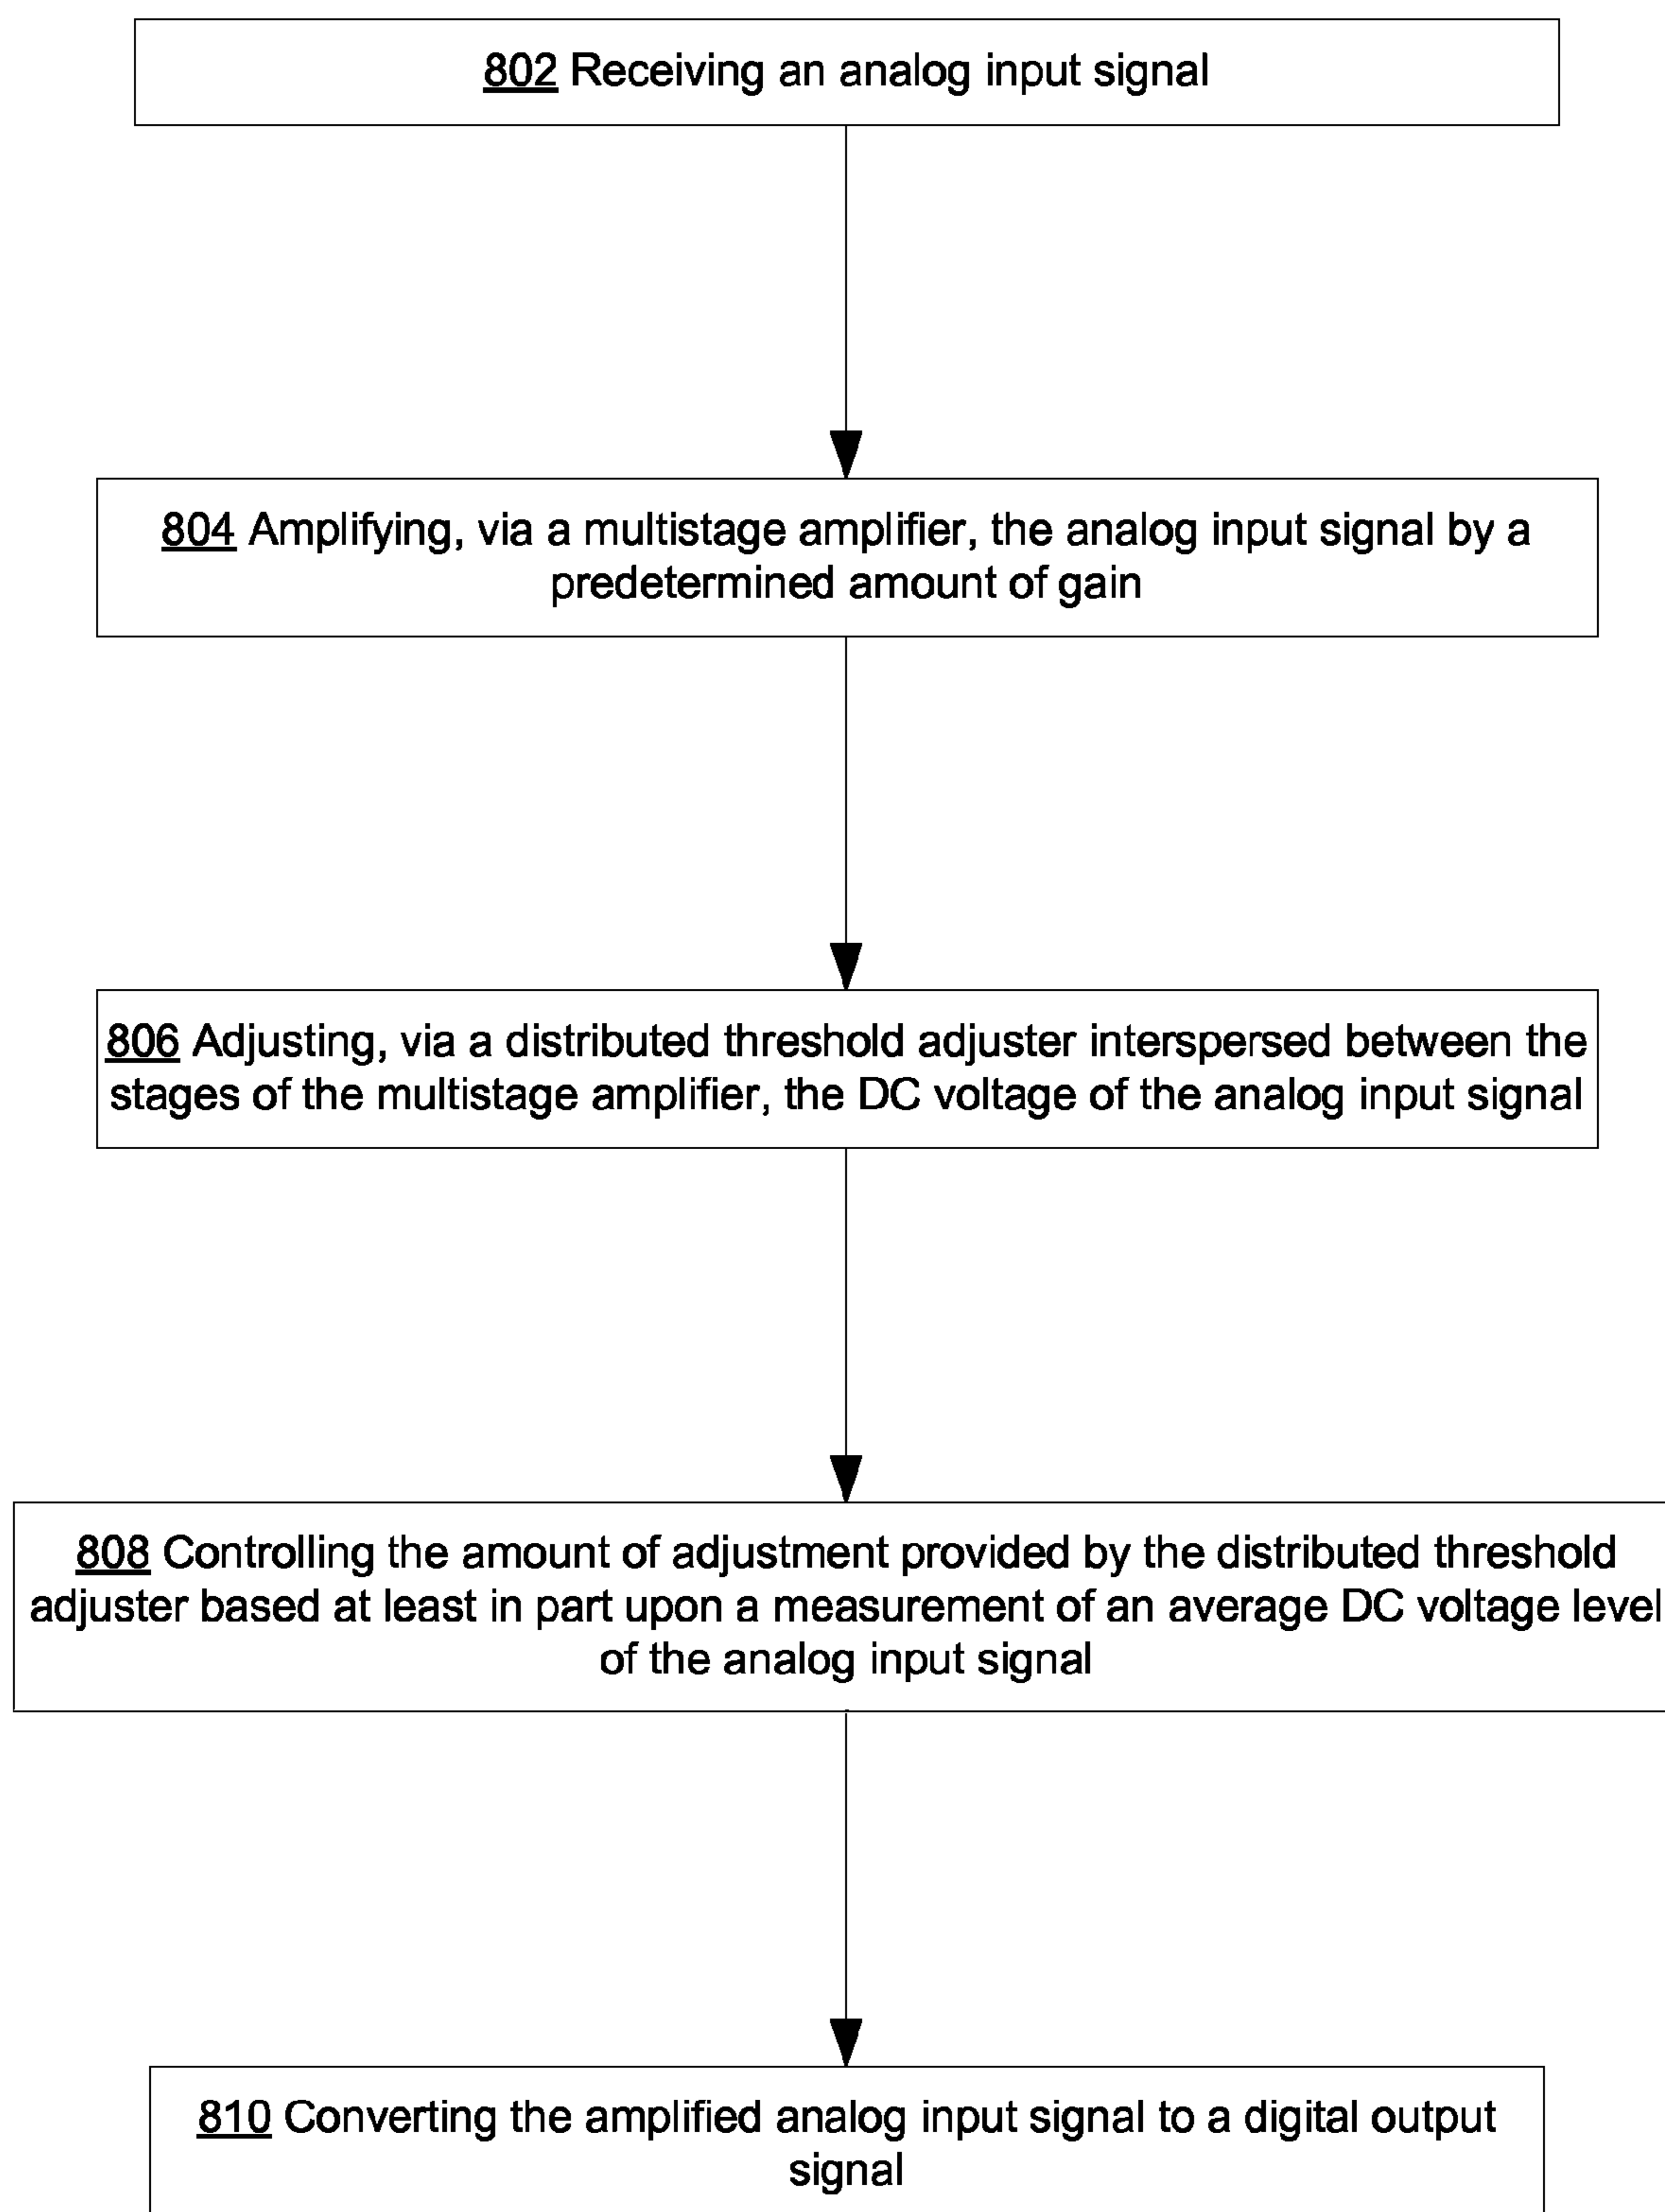 802 Receiving an analog input signal
804 Amplifying, via a multistage amplifier, the analog input signal by a
predetermined amount of gain
806 Adjusting, via a distributed threshold adjuster interspersed between the
stages of the multistage amplifier, the DC voltage of the analog input signal
808 Controlling the amount of adjustment provided by the distributed threshold
adjuster based at least in part upon a measurement of an average DC voltage level
of the analog input signal
810 Converting the amplified analog input signal to a digital output
signal